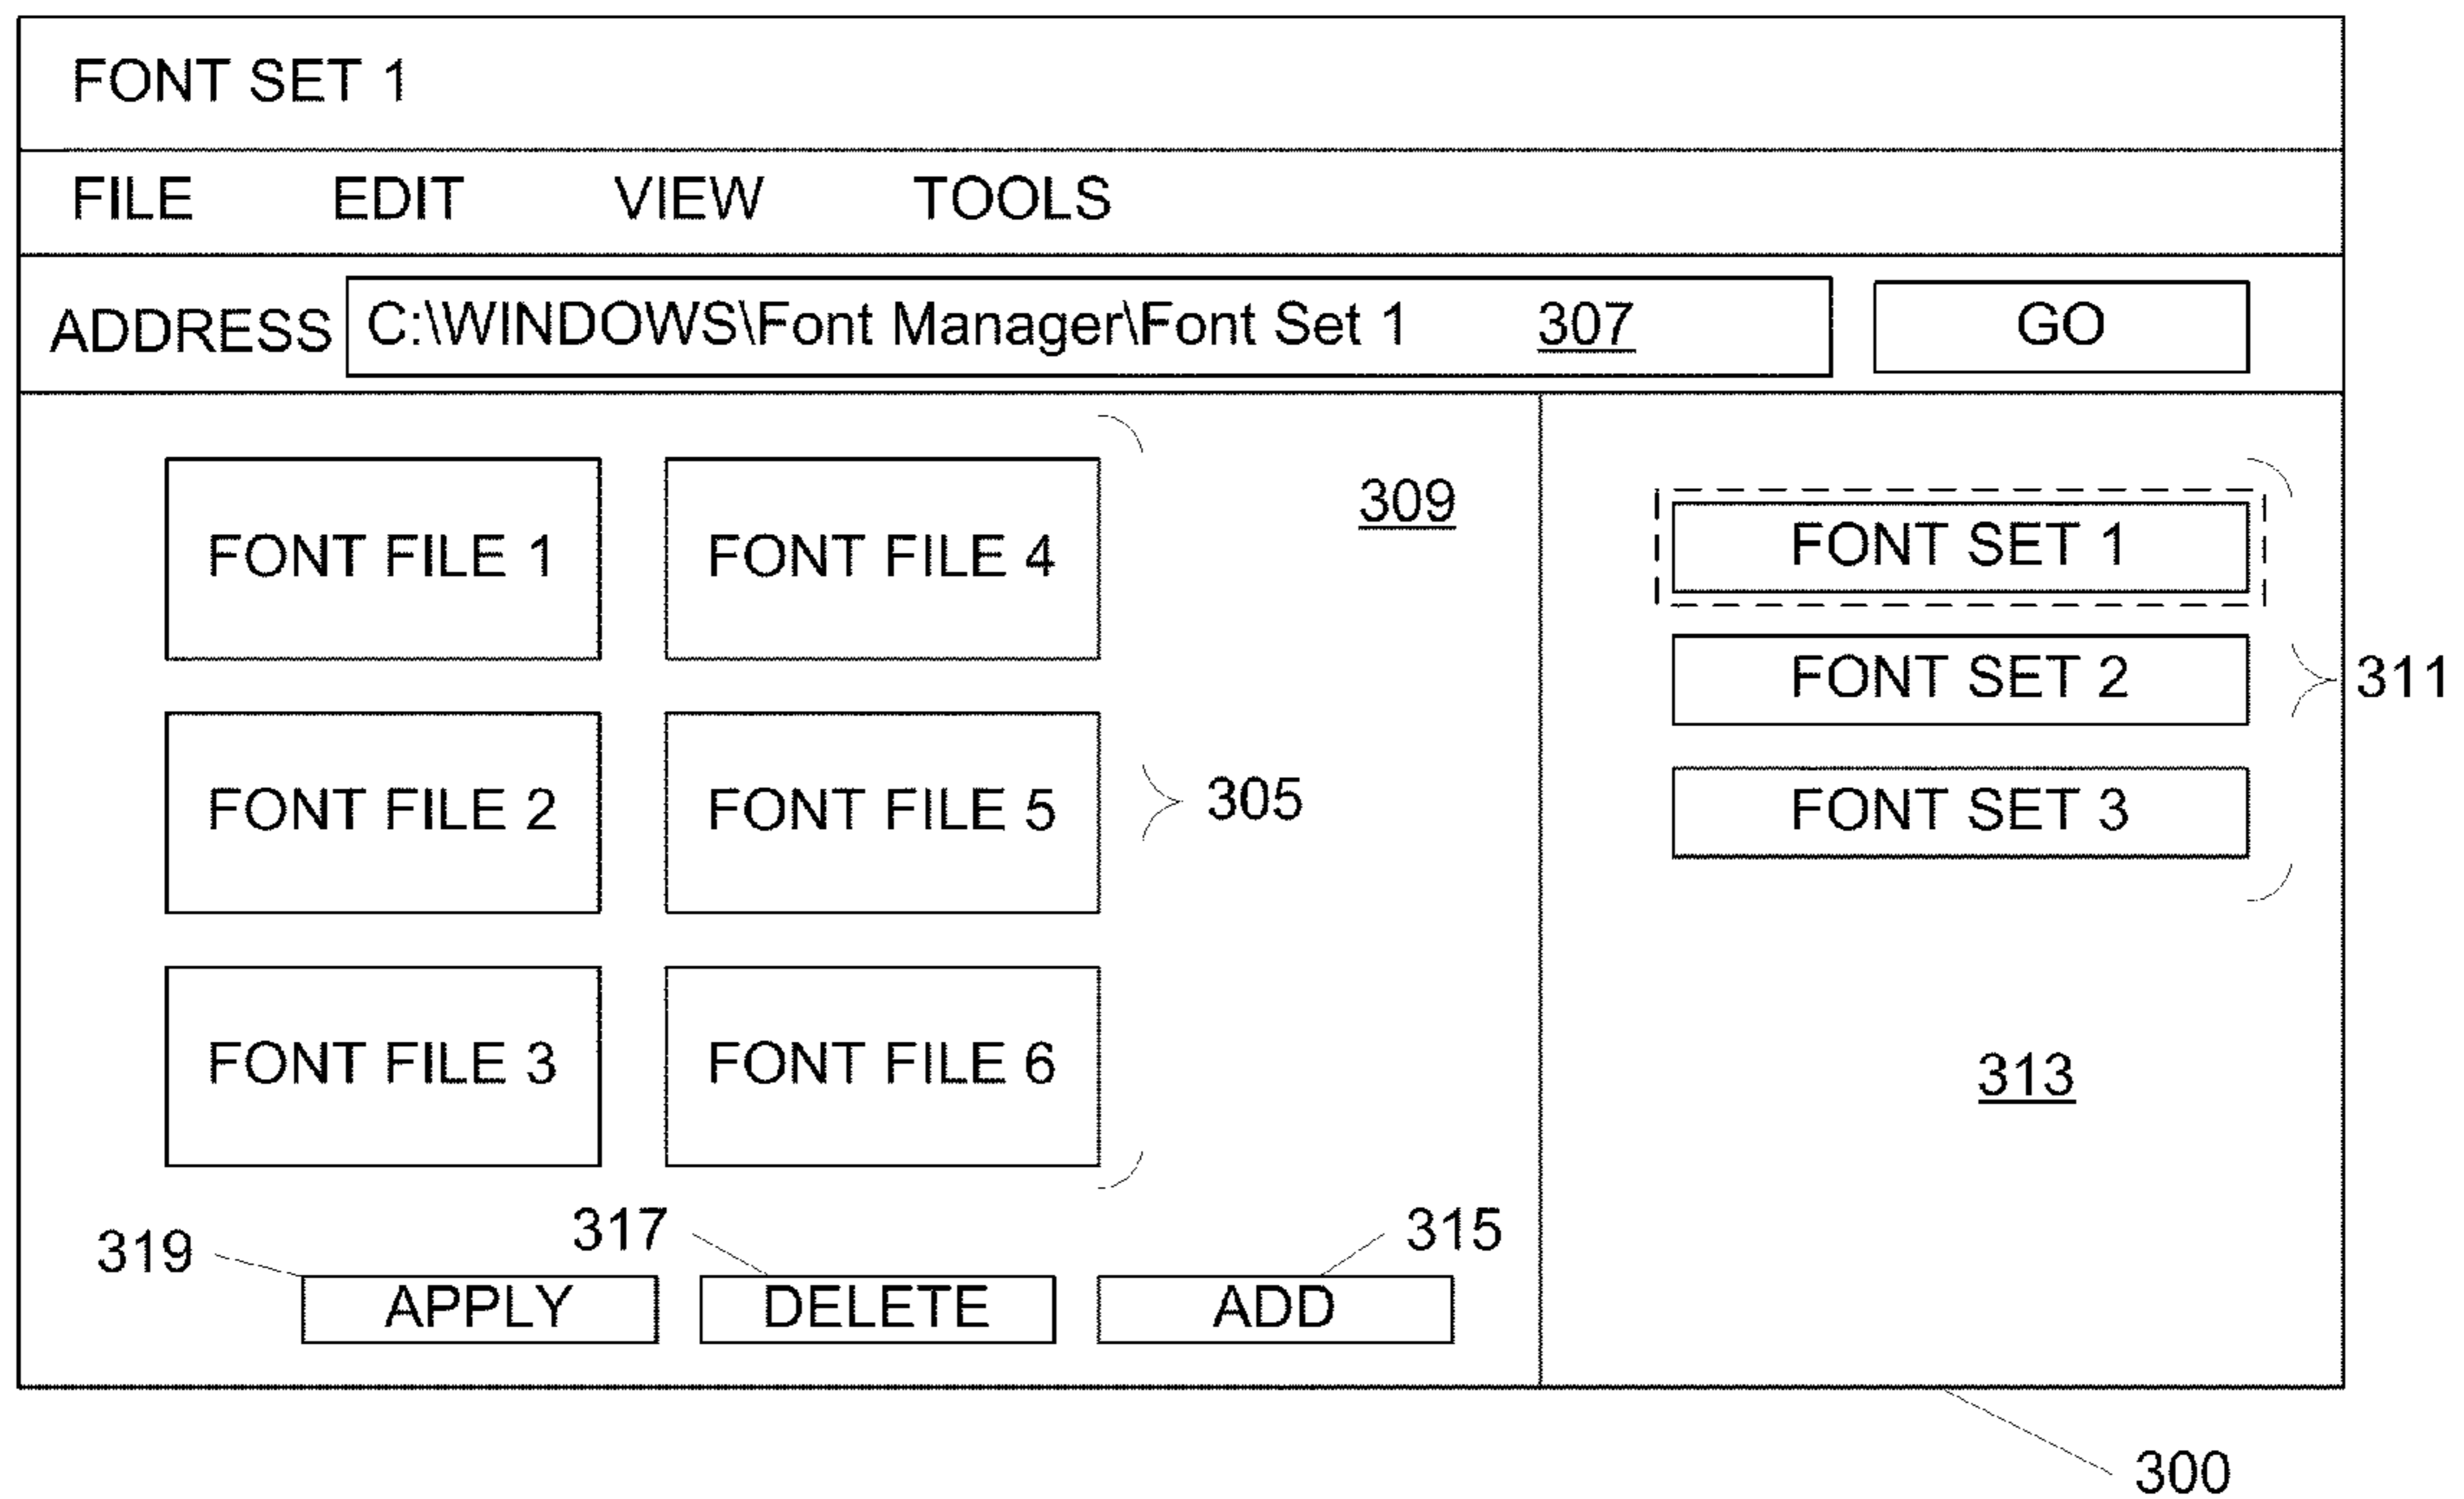 FONT SET 1
FILE EDIT VIEW TOOLS
ADDRESS C:\WINDOWS\Font Manager\Font Set 1 307 GO
309
FONT FILE 1 FONT FILE 4
FONT FILE 2 FONT FILE 5
FONT FILE 3 FONT FILE 6
305
FONT SET 1
FONT SET 2
FONT SET 3
311
313
319 317 315
APPLY DELETE ADD
300